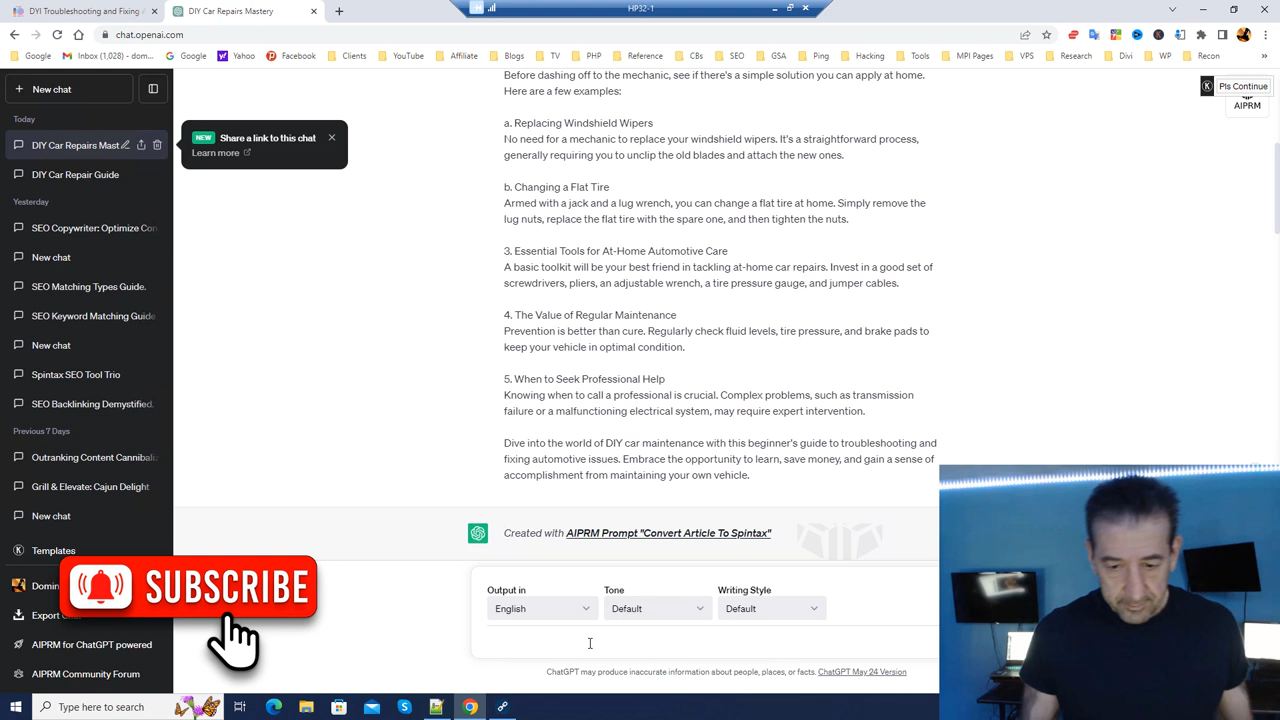 DYI Troubleshooting and Fixing A
DIY Car Repairs Mastery
HP32-1
chat.openai.com
Google
Inbox (1,028) – dom...
Google
Yahoo
Facebook
Clients
YouTube
Affiliate
Blogs
TV
PHP
Reference
CBs
SEO
GSA
Ping
Hacking
Tools
MPI Pages
VPS
Research
Divi
WP
Recon
New chat
Today
DIY Car Repairs Mast
DIY Car Repair Guide
Yesterday
SEO Copywriter: Optimize Con
New chat
SEO Matching Types Guide.
SEO Keyword Matching Guide
New chat
Spintax SEO Tool Trio
SEO Backlinking Demystified.
Previous 7 Days
Outranking Content Cannibaliz
Grill & Elevate: Cajun Delight
New chat
Templates
Domi
Export Ch
AIPRM for ChatGPT powered
AIPRM Community Forum
NEW Share a link to this chat
Learn more
SUBSCRIBE
Pls Continue
AIPRM
Before dashing off to the mechanic, see if there's a simple solution you can apply at home.
Here are a few examples:
a. Replacing Windshield Wipers
No need for a mechanic to replace your windshield wipers. It's a straightforward process,
generally requiring you to unclip the old blades and attach the new ones.
b. Changing a Flat Tire
Armed with a jack and a lug wrench, you can change a flat tire at home. Simply remove the
lug nuts, replace the flat tire with the spare one, and then tighten the nuts.
3. Essential Tools for At-Home Automotive Care
A basic toolkit will be your best friend in tackling at-home car repairs. Invest in a good set of
screwdrivers, pliers, an adjustable wrench, a tire pressure gauge, and jumper cables.
4. The Value of Regular Maintenance
Prevention is better than cure. Regularly check fluid levels, tire pressure, and brake pads to
keep your vehicle in optimal condition.
5. When to Seek Professional Help
Knowing when to call a professional is crucial. Complex problems, such as transmission
failure or a malfunctioning electrical system, may require expert intervention.
Dive into the world of DIY car maintenance with this beginner's guide to troubleshooting and
fixing automotive issues. Embrace the opportunity to learn, save money, and gain a sense of
accomplishment from maintaining your own vehicle.
Created with AIPRM Prompt "Convert Article To Spintax"
Output in
Tone
Writing Style
English
Default
Default
ChatGPT may produce inaccurate information about people, places, or facts. ChatGPT May 24 Version
Type here to search